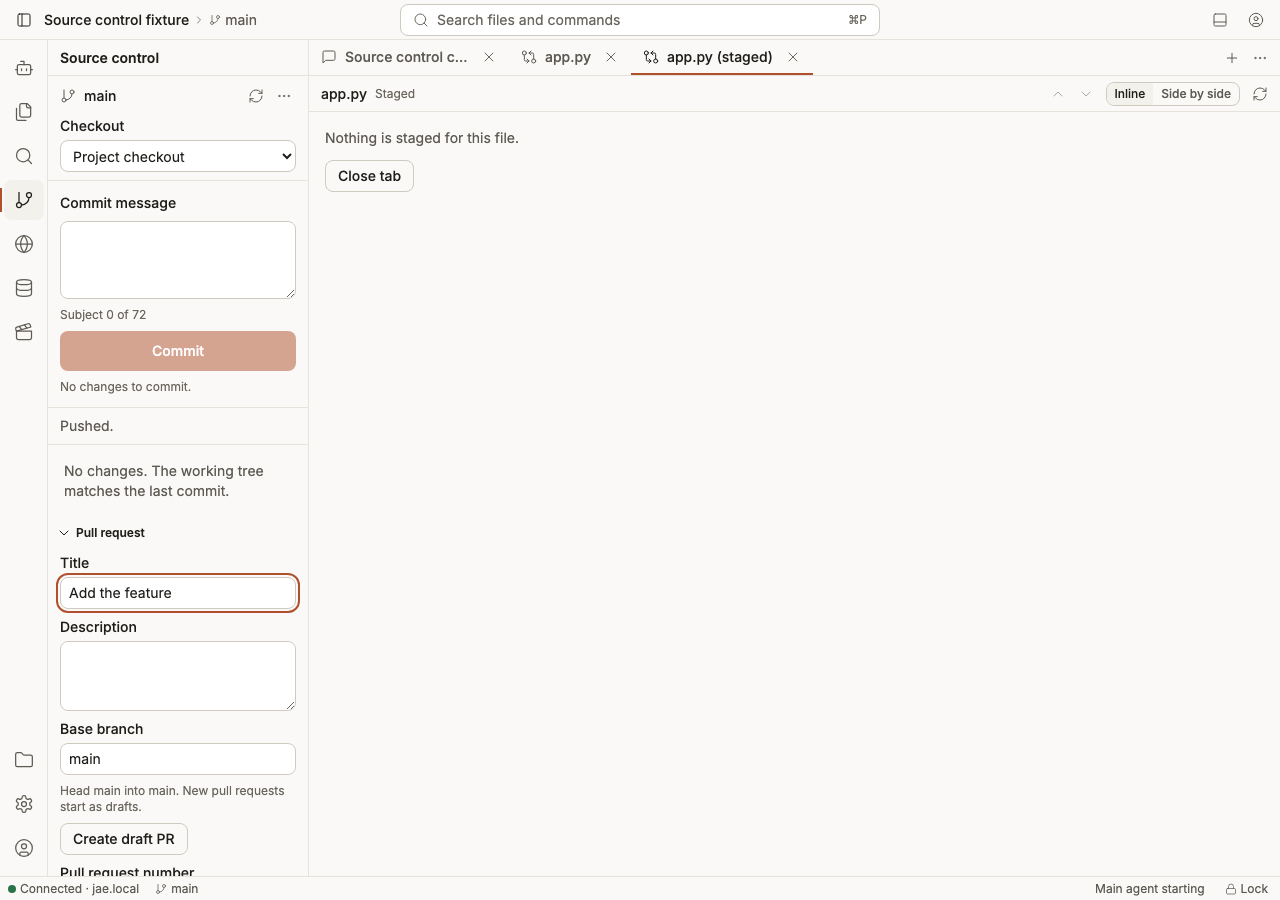 Source control fixture > main
Search files and commands ⌘P
Source control
Source control c...
app.py
app.py (staged)
main
app.py Staged
Inline
Side by side
Checkout
Project checkout
Nothing is staged for this file.
Close tab
Commit message
Subject 0 of 72
Commit
No changes to commit.
Pushed.
No changes. The working tree
matches the last commit.
Pull request
Title
Add the feature
Description
Base branch
main
Head main into main. New pull requests
start as drafts.
Create draft PR
Pull request number
Connected · jae.local
main
Main agent starting
Lock